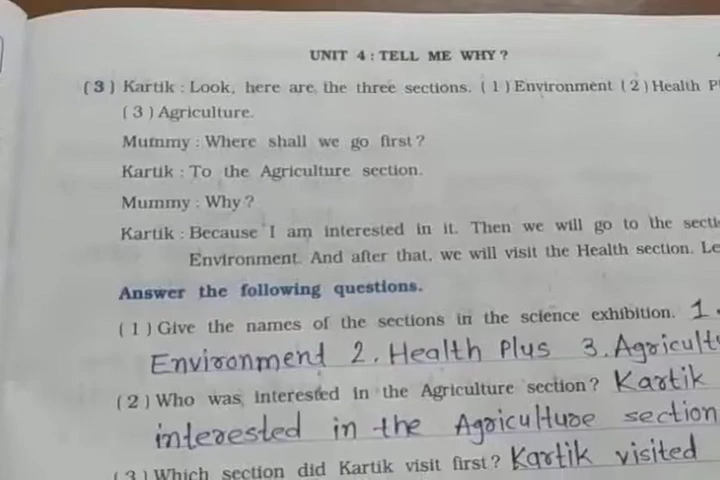 UNIT 4 : TELL ME WHY ?
( 3 ) Kartik : Look, here are the three sections. ( 1 ) Environment ( 2 ) Health
( 3 ) Agriculture.
Mummy : Where shall we go first ?
Kartik : To the Agriculture section.
Mummy : Why ?
Kartik : Because I am interested in it. Then we will go to the
Environment. And after that, we will visit the Health section.
Answer the following questions.
( 1 ) Give the names of the sections in the science exhibition. 1.
Environment 2. Health Plus 3.
( 2 ) Who was interested in the Agriculture section ? Kartik
interested in the Agriculture section
( 3 ) Which section did Kartik visit first ? Kartik visited